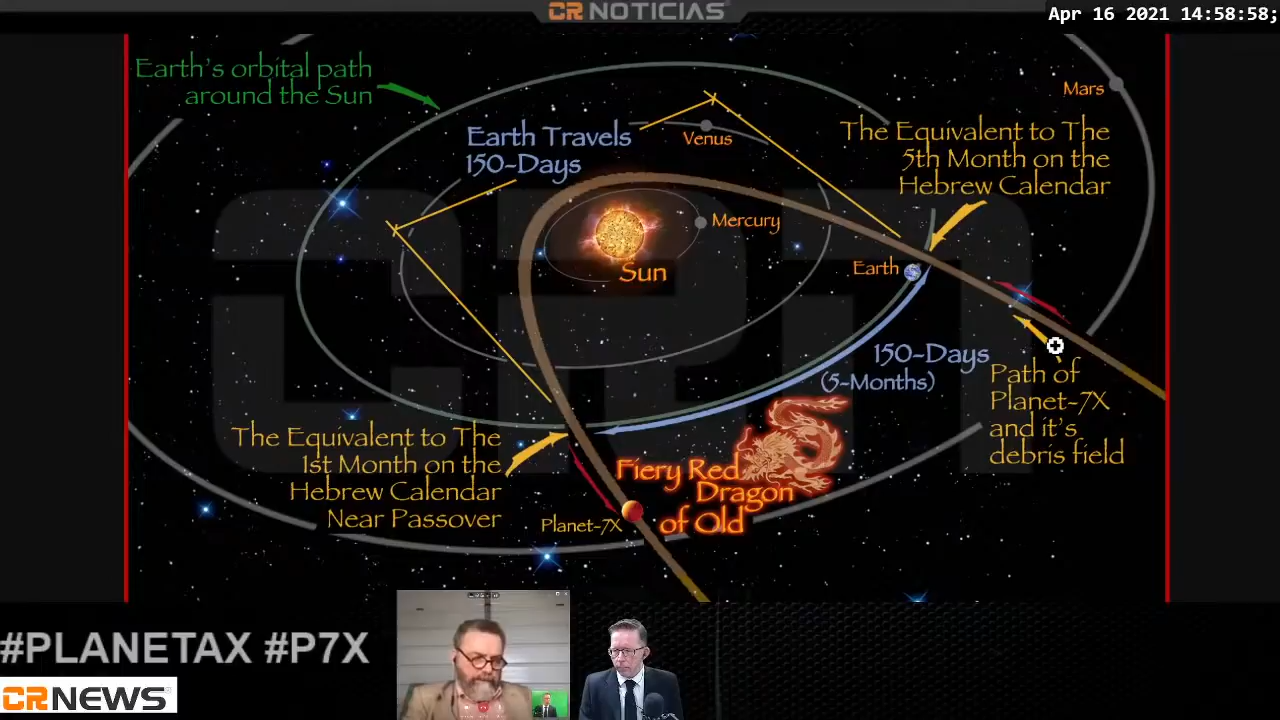 CR NOTICIAS
Apr 16 2021 14:58:58;
Earth's orbital path
around the Sun
Mars
Earth Travels
150-Days
Venus
The Equivalent to The
5th Month on the
Hebrew Calendar
Mercury
Sun
Earth
150-Days
(5-Months)
Path of
Planet-7X
and it's
debris field
The Equivalent to The
1st Month on the
Hebrew Calendar
Near Passover
Fiery Red
Dragon
of Old
Planet-7X
#PLANETAX #P7X
CRNEWS